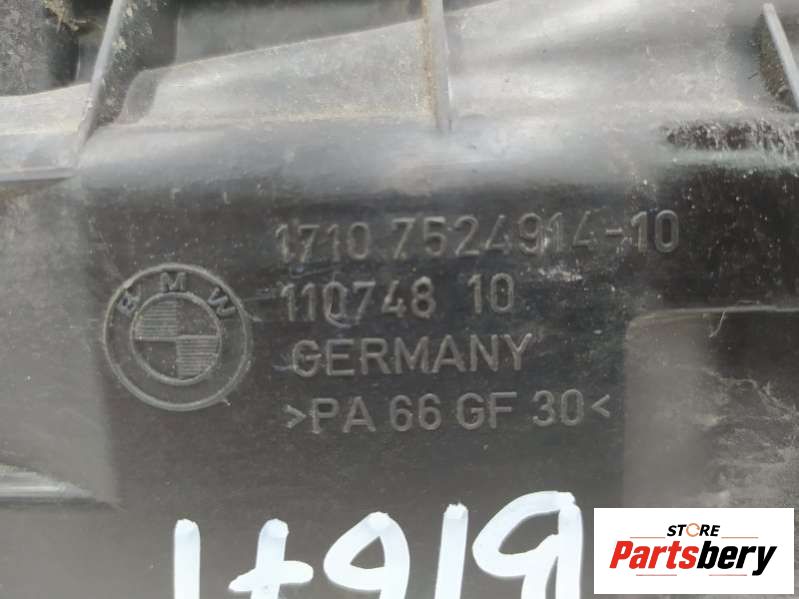 1710 7524914-10
BMW
110748 10
GERMANY
>PA 66 GF 30<
STORE
Partsbery